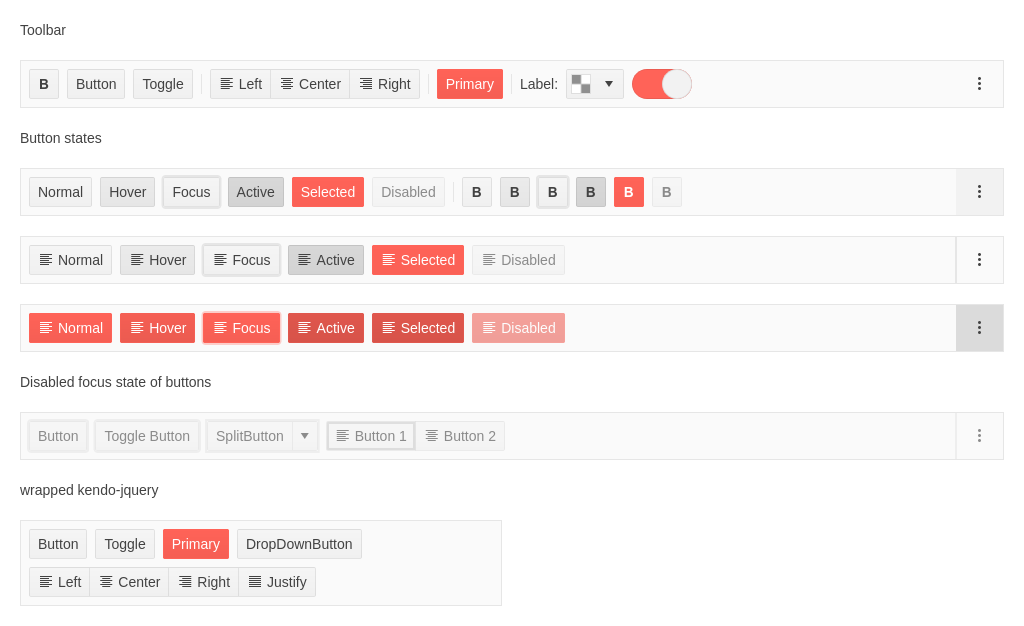 Toolbar
B Button Toggle Left Center Right Primary Label:
Button states
Normal Hover Focus Active Selected Disabled B B B B B B
Normal Hover Focus Active Selected Disabled
Normal Hover Focus Active Selected Disabled
Disabled focus state of buttons
Button Toggle Button SplitButton Button 1 Button 2
wrapped kendo-jquery
Button Toggle Primary DropDownButton
Left Center Right Justify